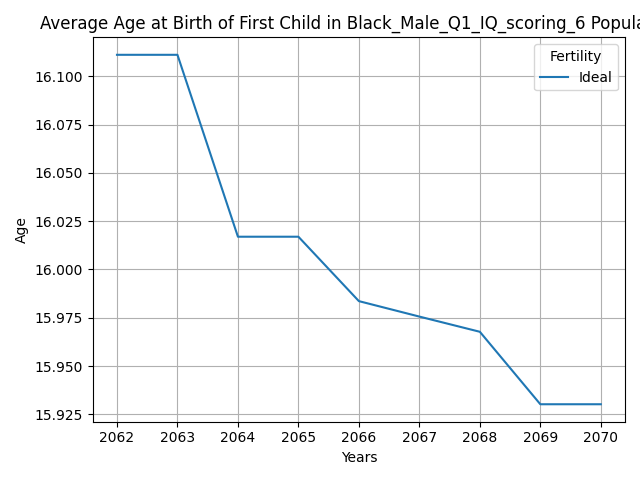 Average Age at Birth of First Child in Black_Male_Q1_IQ_scoring_6 Popula
Fertility
Ideal
16.100
16.075
16.050
16.025
16.000
15.975
15.950
15.925
Age
2062 2063 2064 2065 2066 2067 2068 2069 2070
Years